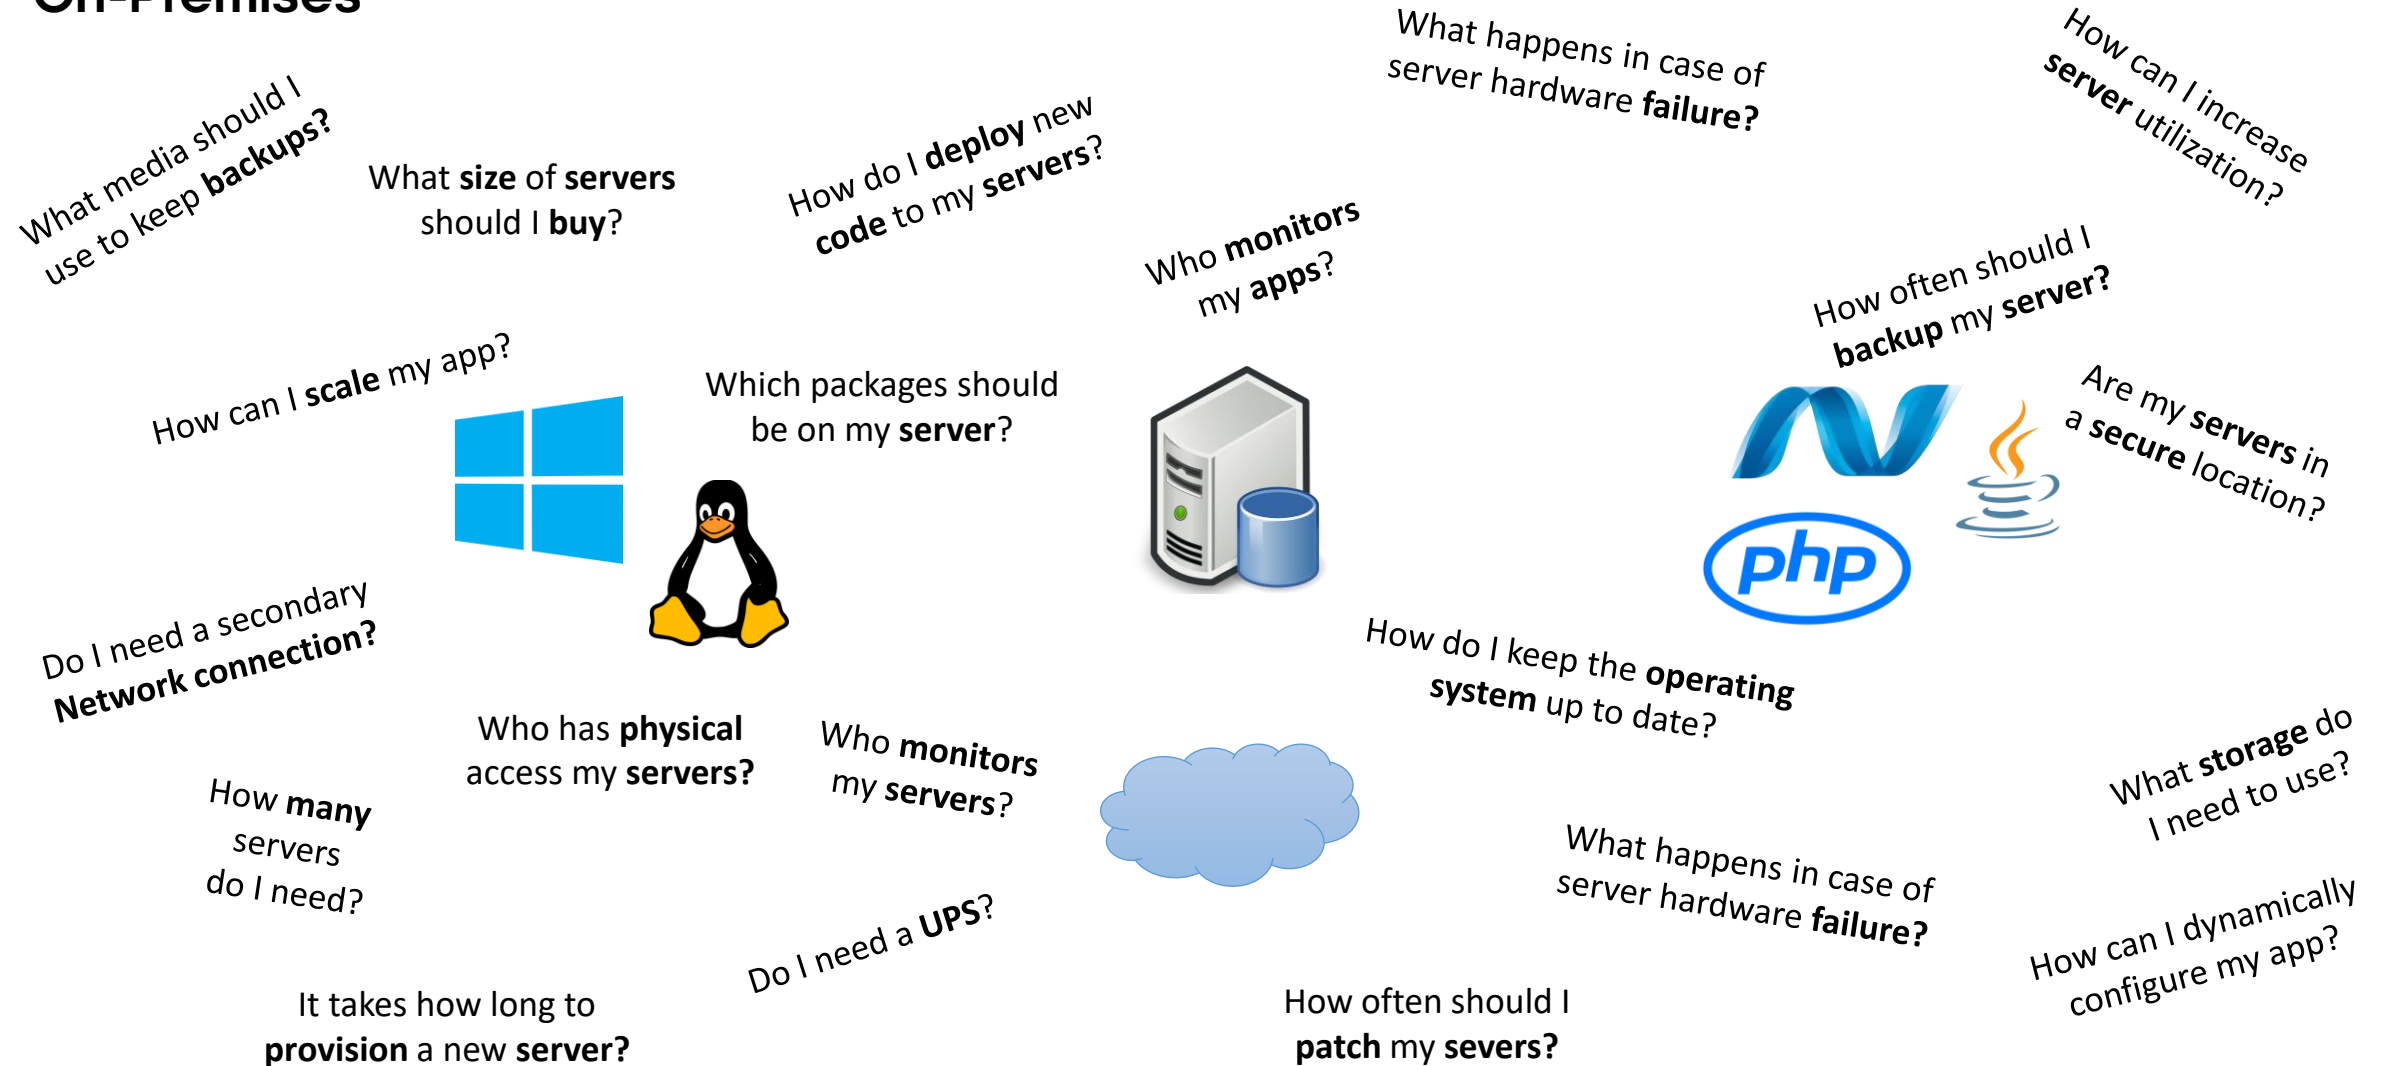 On-Premises
What media should I
use to keep backups?
What size of servers
should I buy?
How do I deploy new
code to my servers?
What happens in case of
server hardware failure?
How can I increase
server utilization?
Who monitors
my apps?
How often should I
backup my server?
How can I scale my app?
Which packages should
be on my server?
Are my servers in
a secure location?
php
Do I need a secondary
Network connection?
How do I keep the operating
system up to date?
Who has physical
access my servers?
Who monitors
my servers?
What storage do
I need to use?
How many
servers
do I need?
What happens in case of
server hardware failure?
Do I need a UPS?
How can I dynamically
configure my app?
It takes how long to
provision a new server?
How often should I
patch my severs?